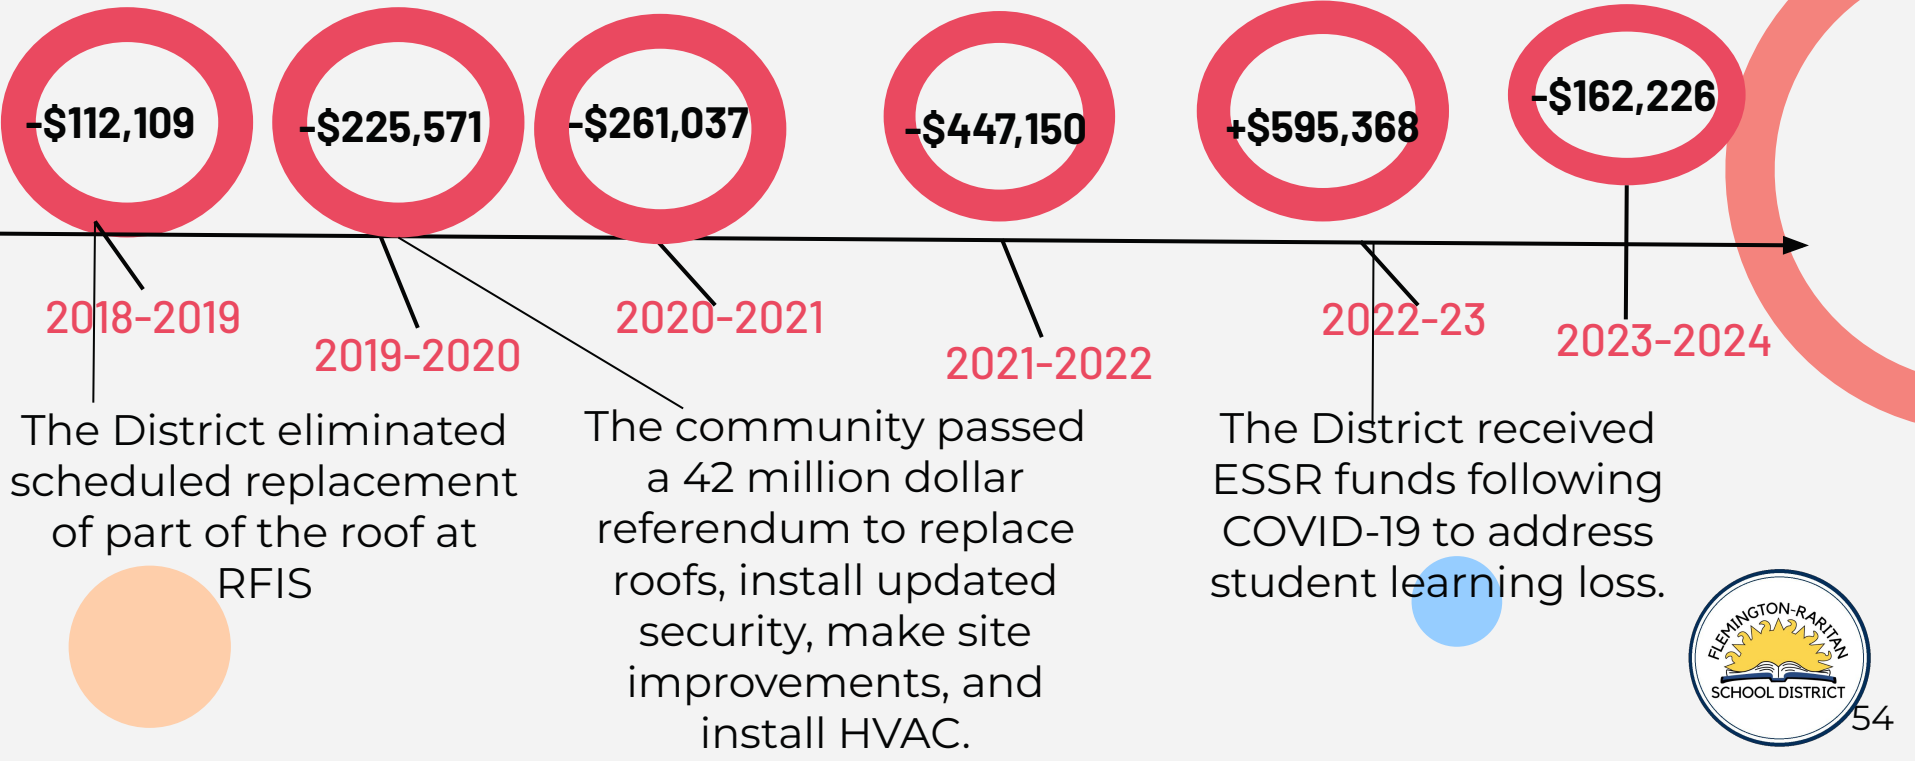 -$112,109
-$225,571
-$261,037
-$447,150
+$595,368
-$162,226
2018-2019
2019-2020
2020-2021
2021-2022
2022-23
2023-2024
The District eliminated
scheduled replacement
of part of the roof at
RFIS
The community passed
a 42 million dollar
referendum to replace
roofs, install updated
security, make site
improvements, and
install HVAC.
The District received
ESSR funds following
COVID-19 to address
student learning loss.
FLEMINGTON-RARITAN
SCHOOL DISTRICT
54